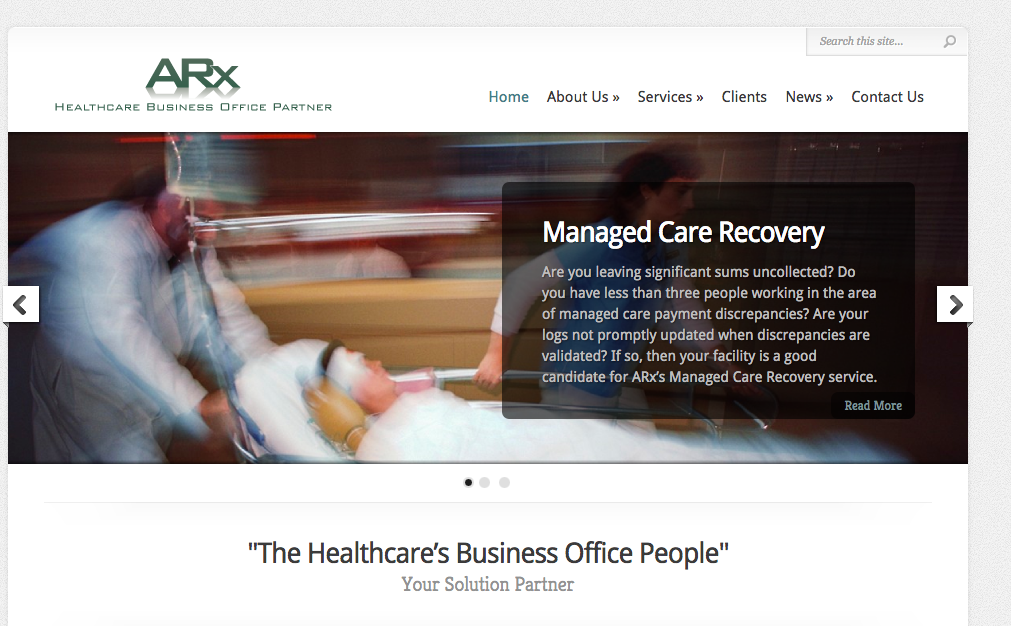 Search this site...
ARx
Healthcare Business Office Partner
Home About Us » Services » Clients News » Contact Us
Managed Care Recovery
Are you leaving significant sums uncollected? Do
you have less than three people working in the area
of managed care payment discrepancies? Are your
logs not promptly updated when discrepancies are
validated? If so, then your facility is a good
candidate for ARx's Managed Care Recovery service.
Read More
"The Healthcare’s Business Office People"
Your Solution Partner